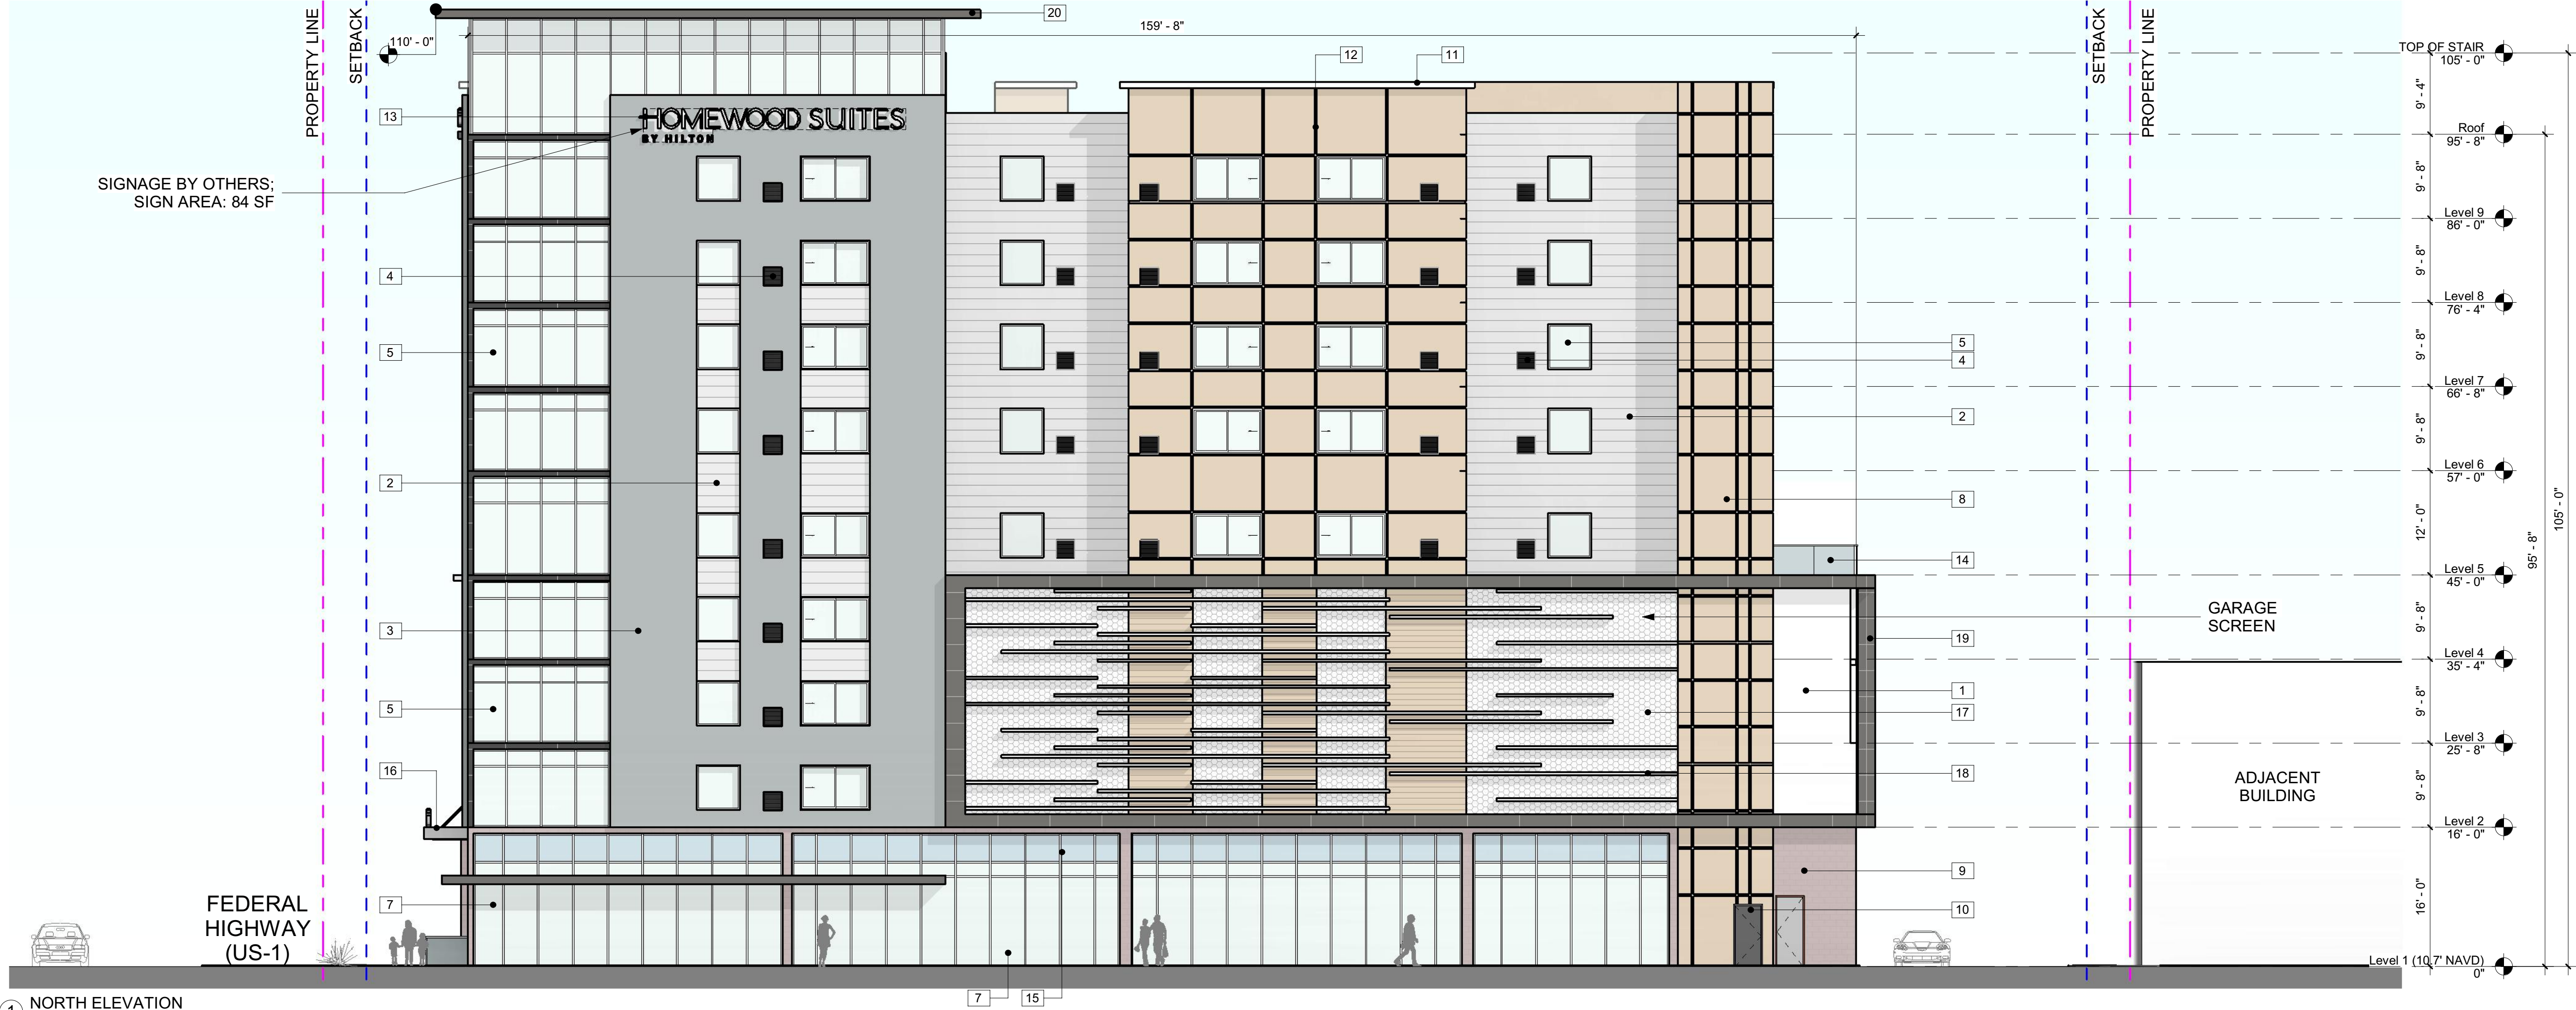 PROPERTY LINE
SETBACK
110' - 0"
20
159' - 8"
12
11
SETBACK
PROPERTY LINE
TOP OF STAIR
105' - 0"
9' - 4"
13
HOMEWOOD SUITES
BY HILTON
Roof
95' - 8"
SIGNAGE BY OTHERS;
SIGN AREA: 84 SF
9' - 8"
Level 9
86' - 0"
4
9' - 8"
Level 8
76' - 4"
5
5
4
9' - 8"
Level 7
66' - 8"
2
9' - 8"
Level 6
57' - 0"
2
8
12' - 0"
105' - 0"
95' - 8"
14
Level 5
45' - 0"
GARAGE
SCREEN
9' - 8"
3
19
Level 4
35' - 4"
1
5
17
9' - 8"
Level 3
25' - 8"
16
18
ADJACENT
BUILDING
9' - 8"
Level 2
16' - 0"
9
FEDERAL
HIGHWAY
(US-1)
7
10
16' - 0"
Level 1 (10.7' NAVD)
0"
7
15
1
NORTH ELEVATION